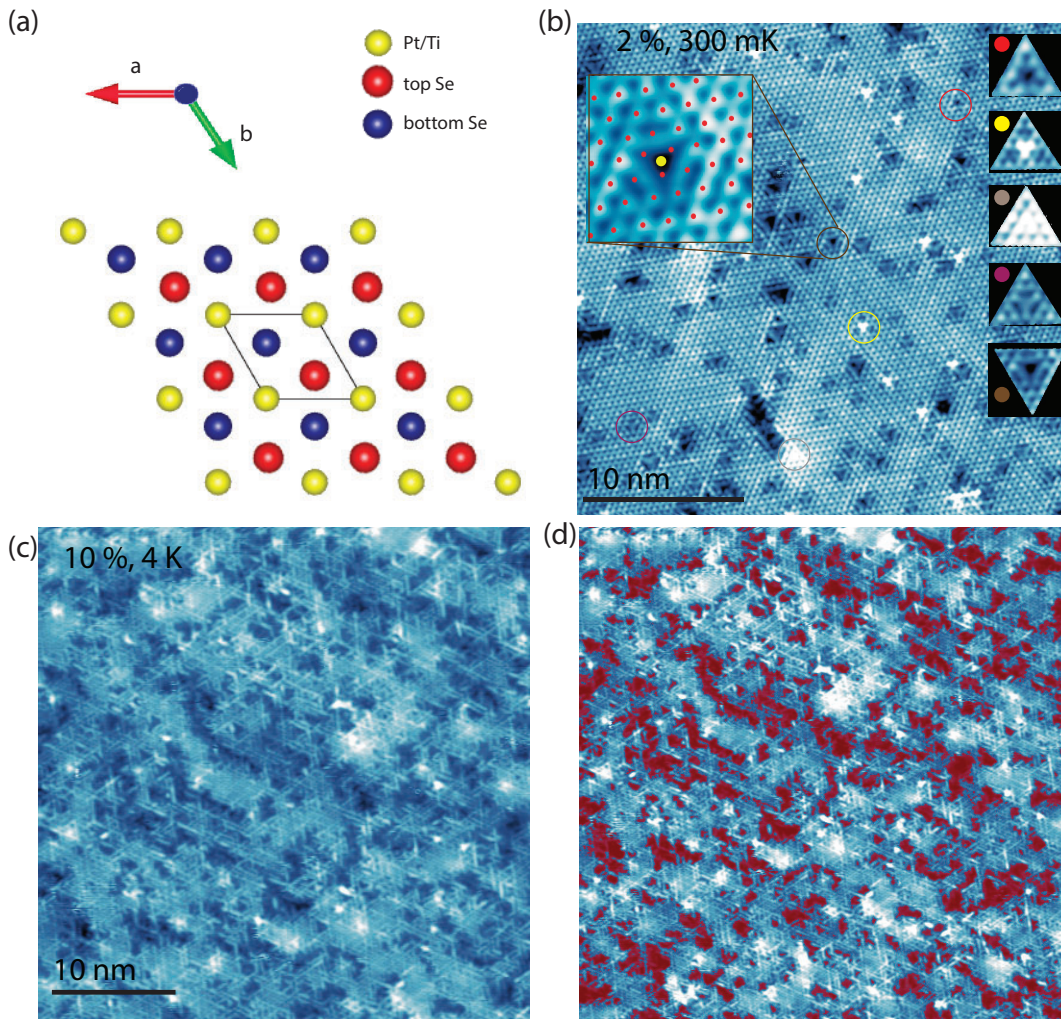 (a)
a
b
Pt/Ti
top Se
bottom Se
(b)
2 %, 300 mK
10 nm
(c)
10 %, 4 K
10 nm
(d)